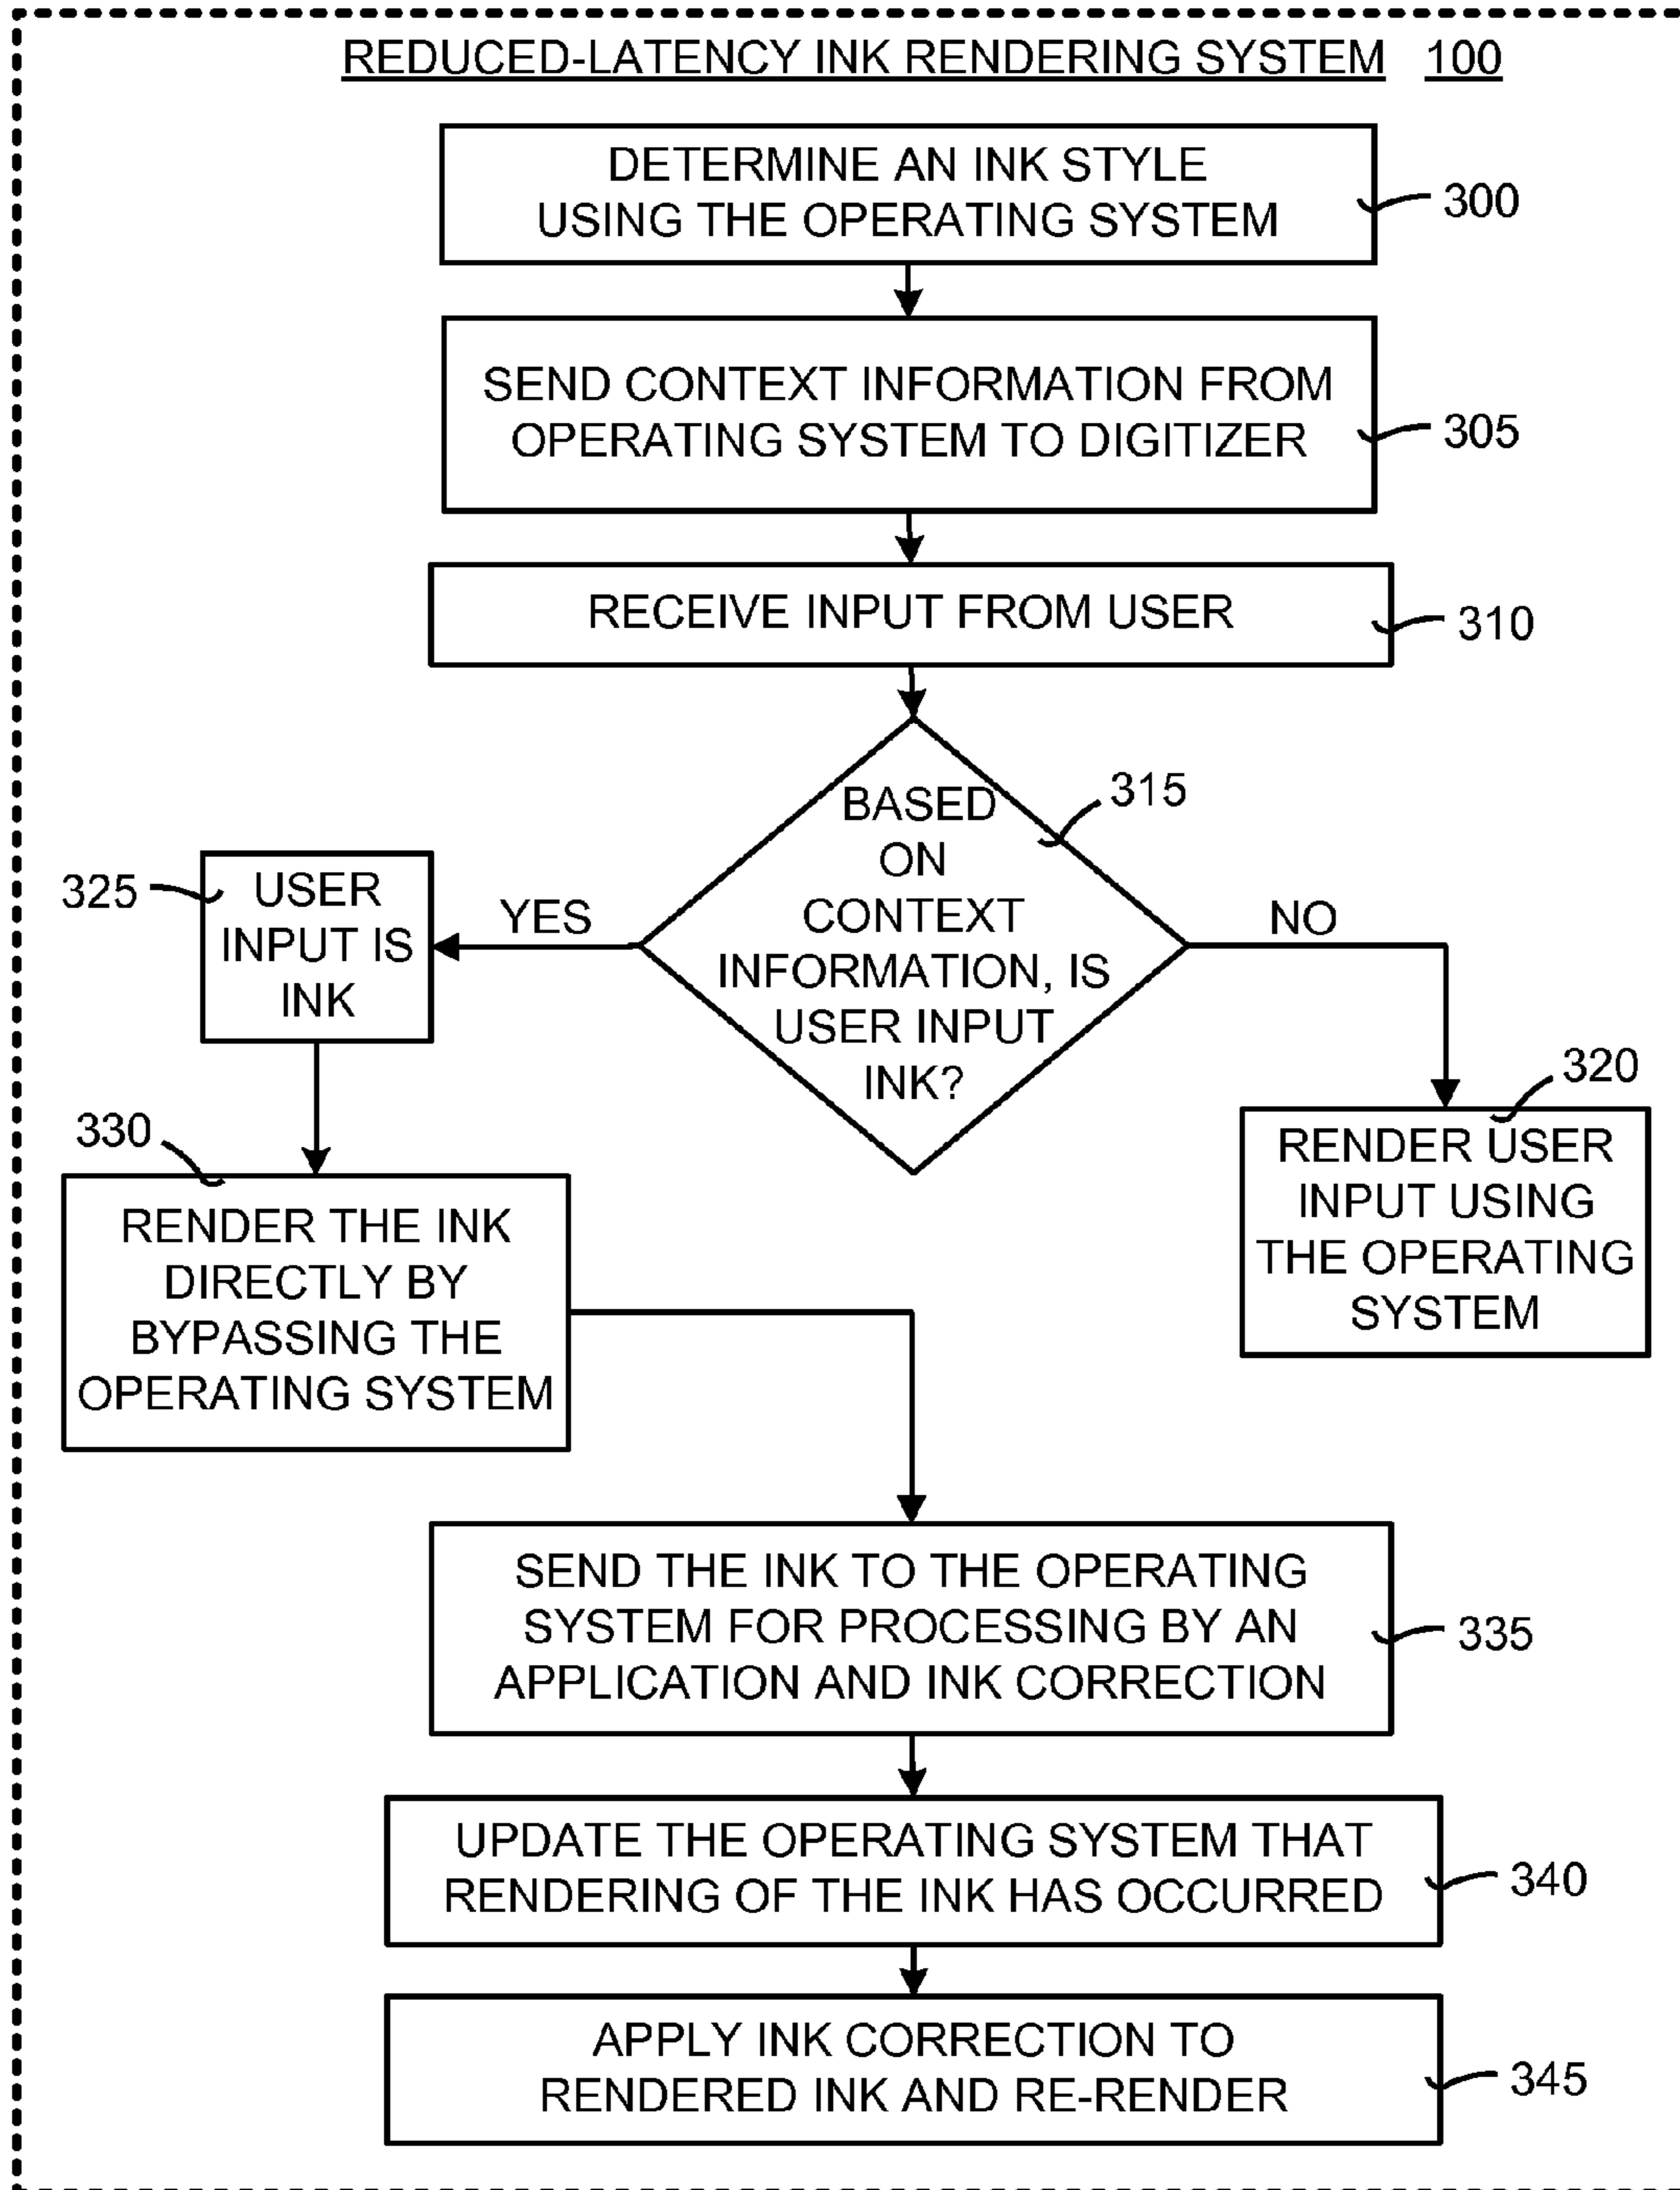 REDUCED-LATENCY INK RENDERING SYSTEM 100
DETERMINE AN INK STYLE
USING THE OPERATING SYSTEM
300
SEND CONTEXT INFORMATION FROM
OPERATING SYSTEM TO DIGITIZER
305
RECEIVE INPUT FROM USER
310
BASED
ON
CONTEXT
INFORMATION, IS
USER INPUT
INK?
315
YES
NO
325
USER
INPUT IS
INK
320
RENDER USER
INPUT USING
THE OPERATING
SYSTEM
330
RENDER THE INK
DIRECTLY BY
BYPASSING THE
OPERATING SYSTEM
SEND THE INK TO THE OPERATING
SYSTEM FOR PROCESSING BY AN
APPLICATION AND INK CORRECTION
335
UPDATE THE OPERATING SYSTEM THAT
RENDERING OF THE INK HAS OCCURRED
340
APPLY INK CORRECTION TO
RENDERED INK AND RE-RENDER
345